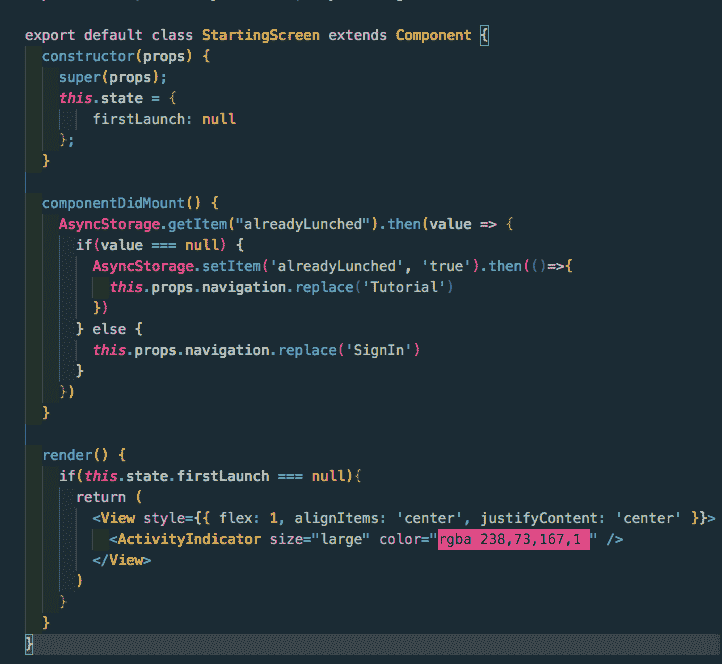 export default class StartingScreen extends Component {
constructor(props) {
super(props);
this.state = {
firstLaunch: null
};
}
componentDidMount() {
AsyncStorage.getItem("alreadyLunched").then(value => {
if(value === null) {
AsyncStorage.setItem('alreadyLunched', 'true').then(()=>{
this.props.navigation.replace('Tutorial')
})
} else {
this.props.navigation.replace('SignIn')
}
})
}
render() {
if(this.state.firstLaunch === null){
return (
<View style={{ flex: 1, alignItems: 'center', justifyContent: 'center' }}>
<ActivityIndicator size="large" color="rgba 238,73,167,1 " />
</View>
)
}
}
}